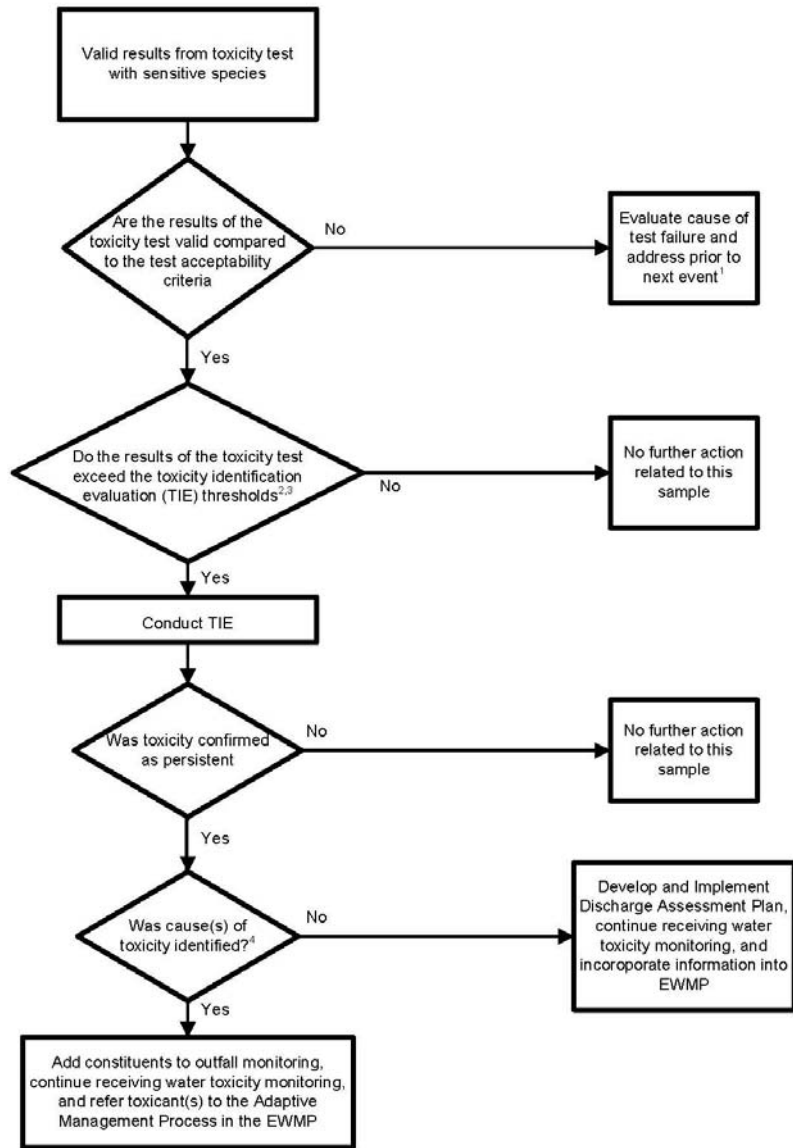 Valid results from toxicity test
with sensitive species
Are the results of the
toxicity test valid compared
to the test acceptability
criteria
No
Evaluate cause of
test failure and
address prior to
next event¹
Yes
Do the results of the toxicity test
exceed the toxicity identification
evaluation (TIE) thresholds²,³
No
No further action
related to this
sample
Yes
Conduct TIE
Was toxicity confirmed
as persistent
No
No further action
related to this
sample
Yes
Was cause(s) of
toxicity identified?⁴
No
Develop and Implement
Discharge Assessment Plan,
continue receiving water
toxicity monitoring, and
incoroporate information into
EWMP
Yes
Add constituents to outfall monitoring,
continue receiving water toxicity monitoring,
and refer toxicant(s) to the Adaptive
Management Process in the EWMP